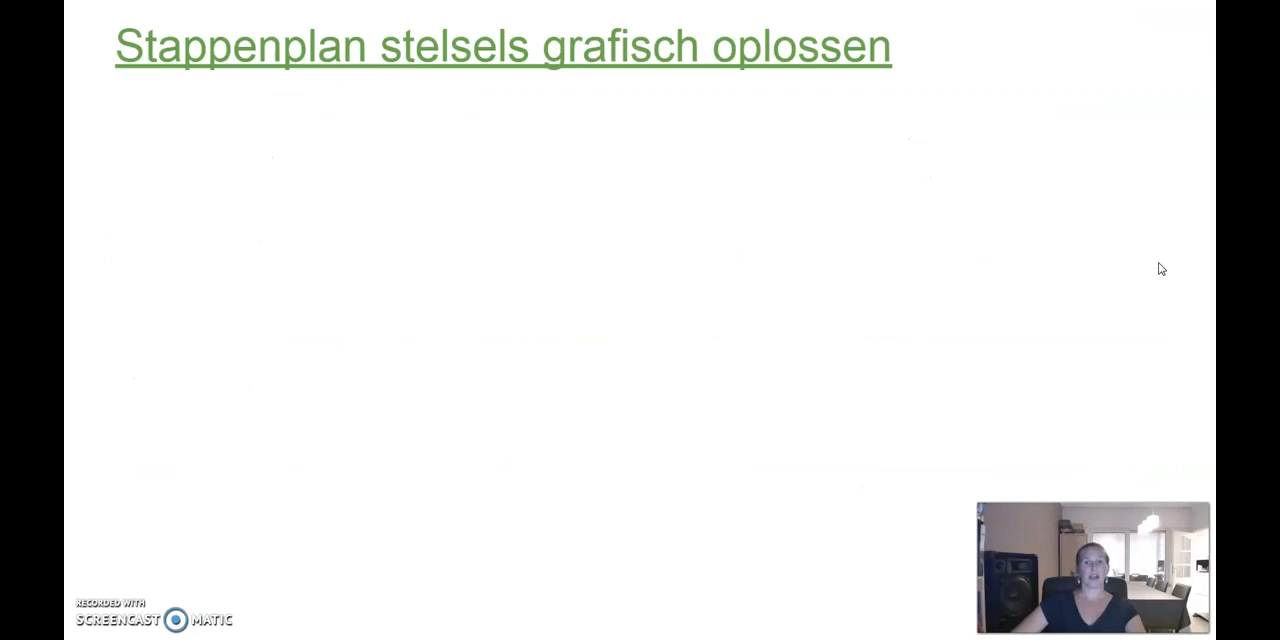 Stappenplan stelsels grafisch oplossen
RECORDED WITH
SCREENCAST MATIC